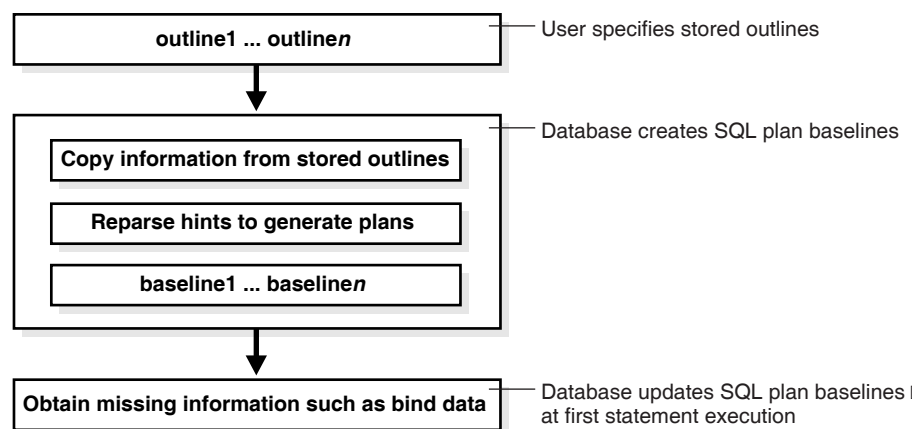 outline1 ... outlinen
User specifies stored outlines
Database creates SQL plan baselines
Copy information from stored outlines
Reparse hints to generate plans
baseline1 ... baselinen
Obtain missing information such as bind data
Database updates SQL plan baselines
at first statement execution